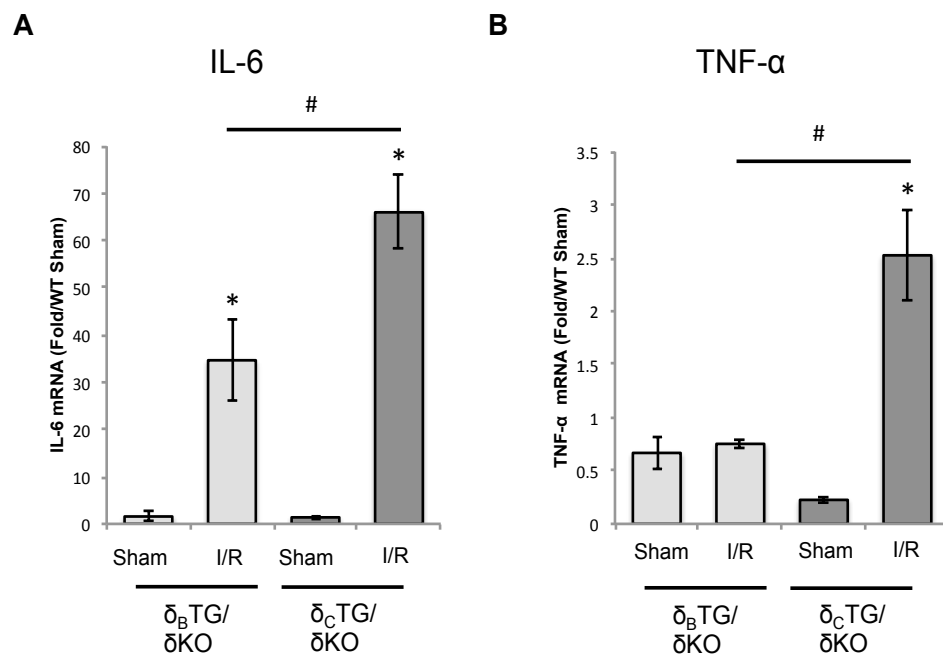 A
IL-6
#
80
70
60
50
40
30
20
10
0
IL-6 mRNA (Fold/WT Sham)
*
*
Sham I/R Sham I/R
δBTG/ δCTG/
δKO δKO
B
TNF-α
#
3.5
3
2.5
2
1.5
1
0.5
0
TNF-α mRNA (Fold/WT Sham)
*
Sham I/R Sham I/R
δBTG/ δCTG/
δKO δKO